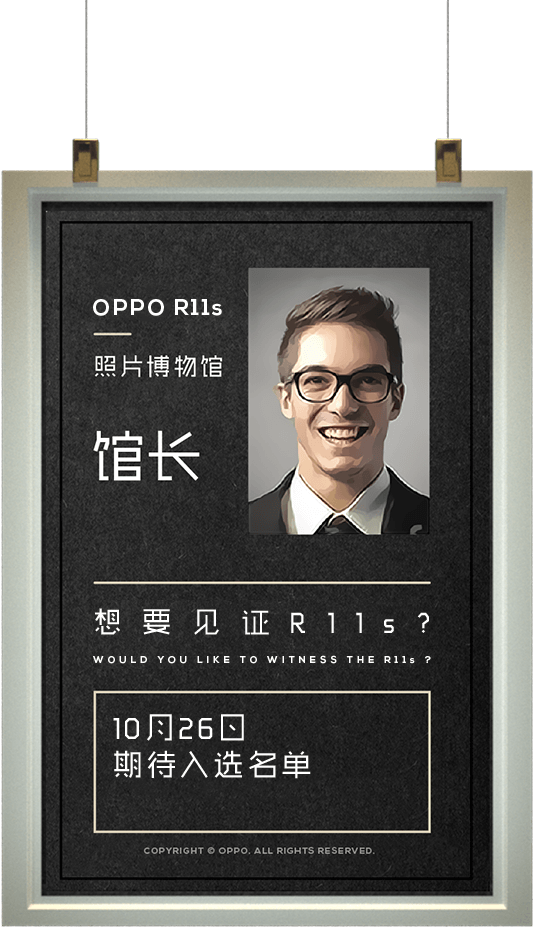 OPPO R11s
照片博物馆
馆长
想要见证R11s?
WOULD YOU LIKE TO WITNESS THE R11s ?
10月26日
期待入选名单
COPYRIGHT © OPPO. ALL RIGHTS RESERVED.